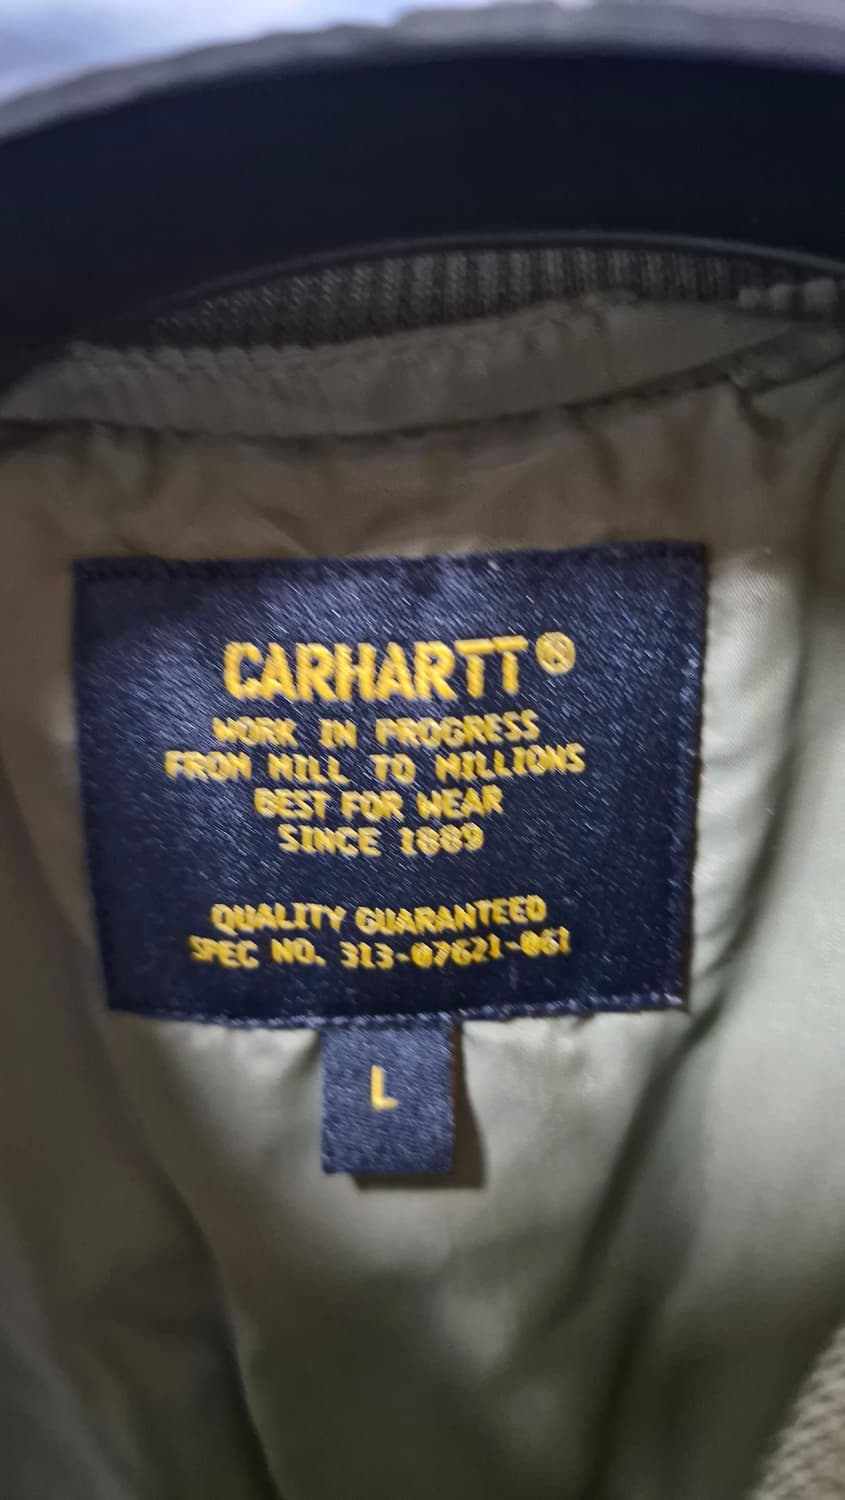 CARHARTT®
WORK IN PROGRESS
FROM MILL TO MILLIONS
BEST FOR WEAR
SINCE 1889
QUALITY GUARANTEED
SPEC NO. 313-07621-061
L